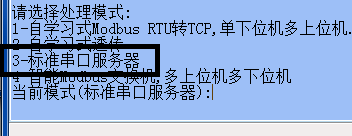 请选择处理模式:
1-自学习式Modbus RTU转TCP,单下位机多上位机.
2-自学习式透传
3-标准串口服务器
4-智能Modbus交换机,多上位机多下位机
当前模式(标准串口服务器):